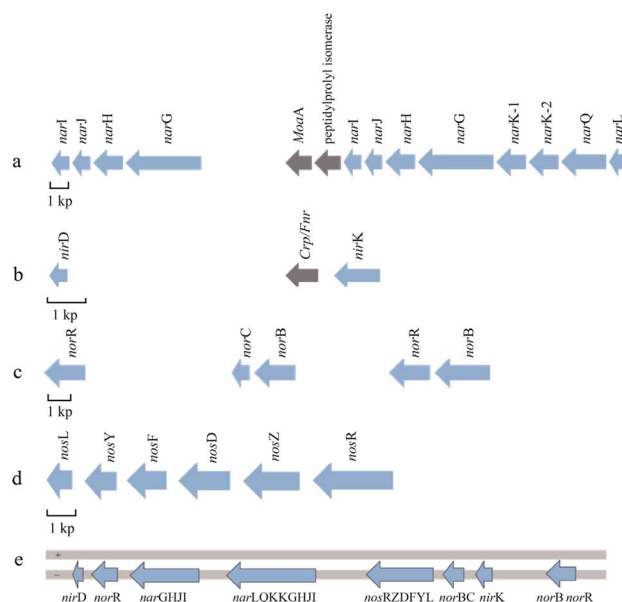 narI narJ narH narG MoaA peptidylprolyl isomerase narI narJ narH narG narK-1 narK-2 narQ narL
a
1 kp
nirD Crp/Fnr nirK
b
1 kp
norR norC norB norR norB
c
1 kp
nosL nosY nosF nosD nosZ nosR
d
1 kp
e
+
–
nirD norR narGHJI narLQKKGHJI nosRZDFYL norBC nirK norB norR